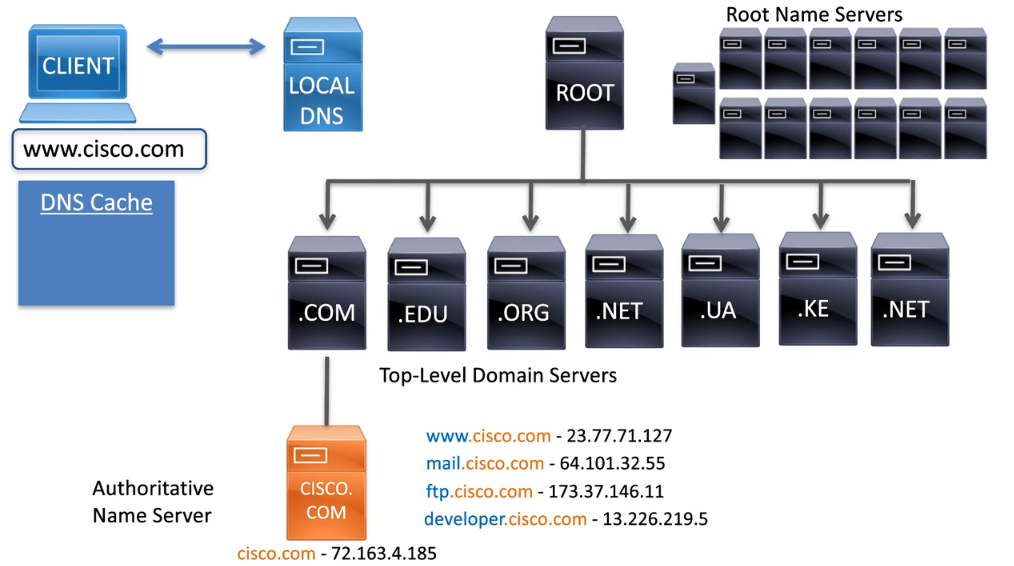 Root Name Servers
CLIENT
LOCAL
DNS
ROOT
www.cisco.com
DNS Cache
.COM
.EDU
.ORG
.NET
.UA
.KE
.NET
Top-Level Domain Servers
Authoritative
Name Server
CISCO.
COM
www.cisco.com - 23.77.71.127
mail.cisco.com - 64.101.32.55
ftp.cisco.com - 173.37.146.11
developer.cisco.com - 13.226.219.5
cisco.com - 72.163.4.185